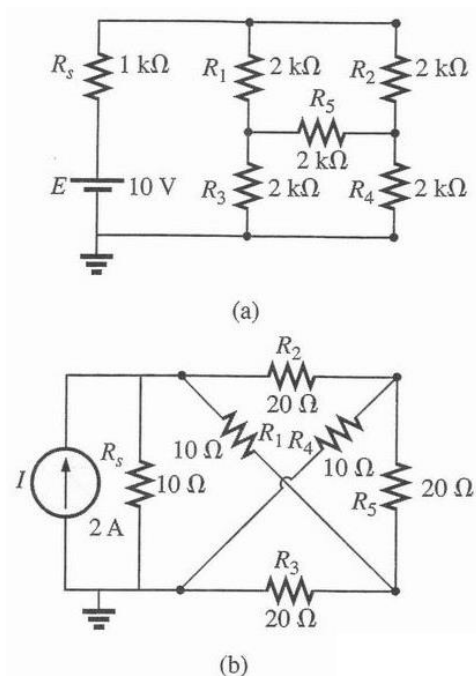 R_s 1 kΩ R_1 2 kΩ R_2 2 kΩ
R_5
2 kΩ
E 10 V R_3 2 kΩ R_4 2 kΩ
(a)
R_2
20 Ω
R_s 10 Ω R_1 R_4 10 Ω
I 10 Ω R_5 20 Ω
2 A
R_3
20 Ω
(b)